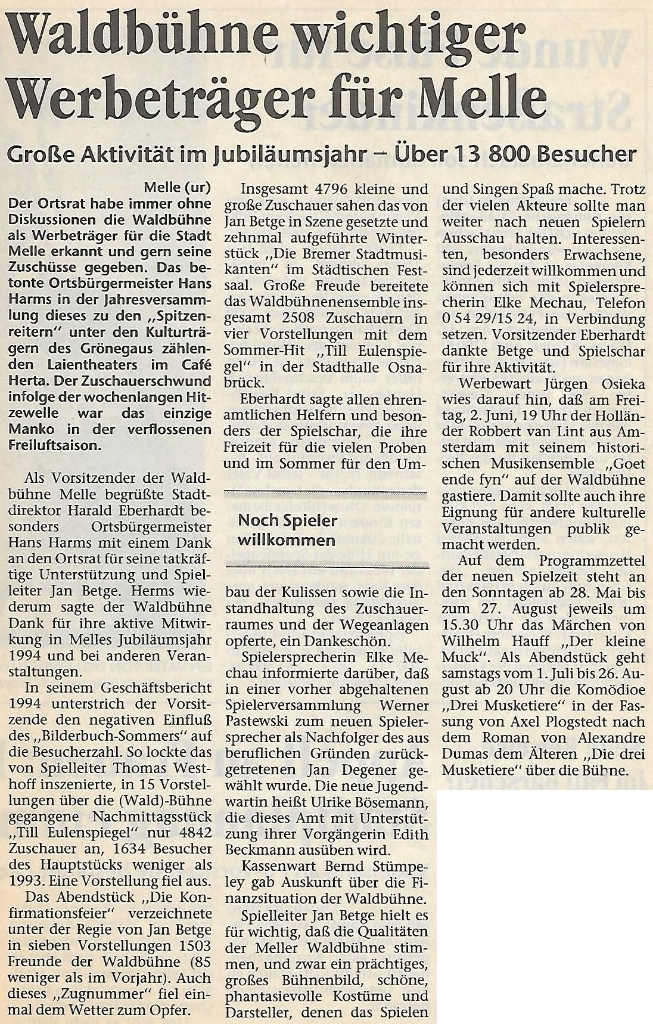 Waldbühne wichtiger
Werbeträger für Melle
Große Aktivität im Jubiläumsjahr – Über 13 800 Besucher
Melle (ur)
Der Ortsrat habe immer ohne
Diskussionen die Waldbühne
als Werbeträger für die Stadt
Melle erkannt und gern seine
Zuschüsse gegeben. Das be-
tonte Ortsbürgermeister Hans
Harms in der Jahresversamm-
lung dieses zu den „Spitzen-
reitern“ unter den Kulturträ-
gern des Grönegaus zählen-
den Laientheaters im Café
Herta. Der Zuschauerschwund
infolge der wochenlangen Hit-
zewelle war das einzige
Manko in der verflossenen
Freiluftsaison.
Als Vorsitzender der Wald-
bühne Melle begrüßte Stadt-
direktor Harald Eberhardt be-
sonders Ortsbürgermeister
Hans Harms mit einem Dank
an den Ortsrat für seine tatkräf-
tige Unterstützung und Spiel-
leiter Jan Betge. Herms wie-
derum sagte der Waldbühne
Dank für ihre aktive Mitwir-
kung in Melles Jubiläumsjahr
1994 und bei anderen Veran-
staltungen.
In seinem Geschäftsbericht
1994 unterstrich der Vorsit-
zende den negativen Einfluß
des „Bilderbuch-Sommers“ auf
die Besucherzahl. So lockte das
von Spielleiter Thomas West-
hoff inszenierte, in 15 Vorstel-
lungen über die (Wald)-Bühne
gegangene Nachmittagsstück
„Till Eulenspiegel“ nur 4842
Zuschauer an, 1634 Besucher
des Hauptstücks weniger als
1993. Eine Vorstellung fiel aus.
Das Abendstück „Die Kon-
firmationsfeier“ verzeichnete
unter der Regie von Jan Betge
in sieben Vorstellungen 1503
Freunde der Waldbühne (85
weniger als im Vorjahr). Auch
dieses „Zugnummer“ fiel ein-
mal dem Wetter zum Opfer.
Insgesamt 4796 kleine und
große Zuschauer sahen das von
Jan Betge in Szene gesetzte und
zehnmal aufgeführte Winter-
stück „Die Bremer Stadtmusi-
kanten“ im Städtischen Fest-
saal. Große Freude bereitete
das Waldbühnenensemble ins-
gesamt 2508 Zuschauern in
vier Vorstellungen mit dem
Sommer-Hit „Till Eulenspie-
gel“ in der Stadthalle Osna-
brück.
Eberhardt sagte allen ehren-
amtlichen Helfern und beson-
ders der Spielschar, die ihre
Freizeit für die vielen Proben
und im Sommer für den Um-
Noch Spieler
willkommen
bau der Kulissen sowie die In-
standhaltung des Zuschauer-
raumes und der Wegeanlagen
opferte, ein Dankeschön.
Spielersprecherin Elke Me-
chau informierte darüber, daß
in einer vorher abgehaltenen
Spielerversammlung Werner
Pastewski zum neuen Spieler-
sprecher als Nachfolger des aus
beruflichen Gründen zurück-
getretenen Jan Degener ge-
wählt wurde. Die neue Jugend-
wartin heißt Ulrike Bösemann,
die dieses Amt mit Unterstüt-
zung ihrer Vorgängerin Edith
Beckmann ausüben wird.
Kassenwart Bernd Stümpe-
ley gab Auskunft über die Fi-
nanzsituation der Waldbühne.
Spielleiter Jan Betge hielt es
für wichtig, daß die Qualitäten
der Meller Waldbühne stim-
men, und zwar ein prächtiges,
großes Bühnenbild, schöne,
phantasievolle Kostüme und
Darsteller, denen das Spielen
und Singen Spaß mache. Trotz
der vielen Akteure sollte man
weiter nach neuen Spielern
Ausschau halten. Interessen-
ten, besonders Erwachsene,
sind jederzeit willkommen und
können sich mit Spielerspre-
cherin Elke Mechau, Telefon
0 54 29/15 24, in Verbindung
setzen. Vorsitzender Eberhardt
dankte Betge und Spielschar
für ihre Aktivität.
Werbewart Jürgen Osieka
wies darauf hin, daß am Frei-
tag, 2. Juni, 19 Uhr der Hollän-
der Robbert van Lint aus Am-
sterdam mit seinem histori-
schen Musikensemble „Goet
ende fyn“ auf der Waldbühne
gastiere. Damit sollte auch ihre
Eignung für andere kulturelle
Veranstaltungen publik ge-
macht werden.
Auf dem Programmzettel
der neuen Spielzeit steht an
den Sonntagen ab 28. Mai bis
zum 27. August jeweils um
15.30 Uhr das Märchen von
Wilhelm Hauff „Der kleine
Muck“. Als Abendstück geht
samstags vom 1. Juli bis 26. Au-
gust ab 20 Uhr die Komödioe
„Drei Musketiere“ in der Fas-
sung von Axel Plogstedt nach
dem Roman von Alexandre
Dumas dem Älteren „Die drei
Musketiere“ über die Bühne.